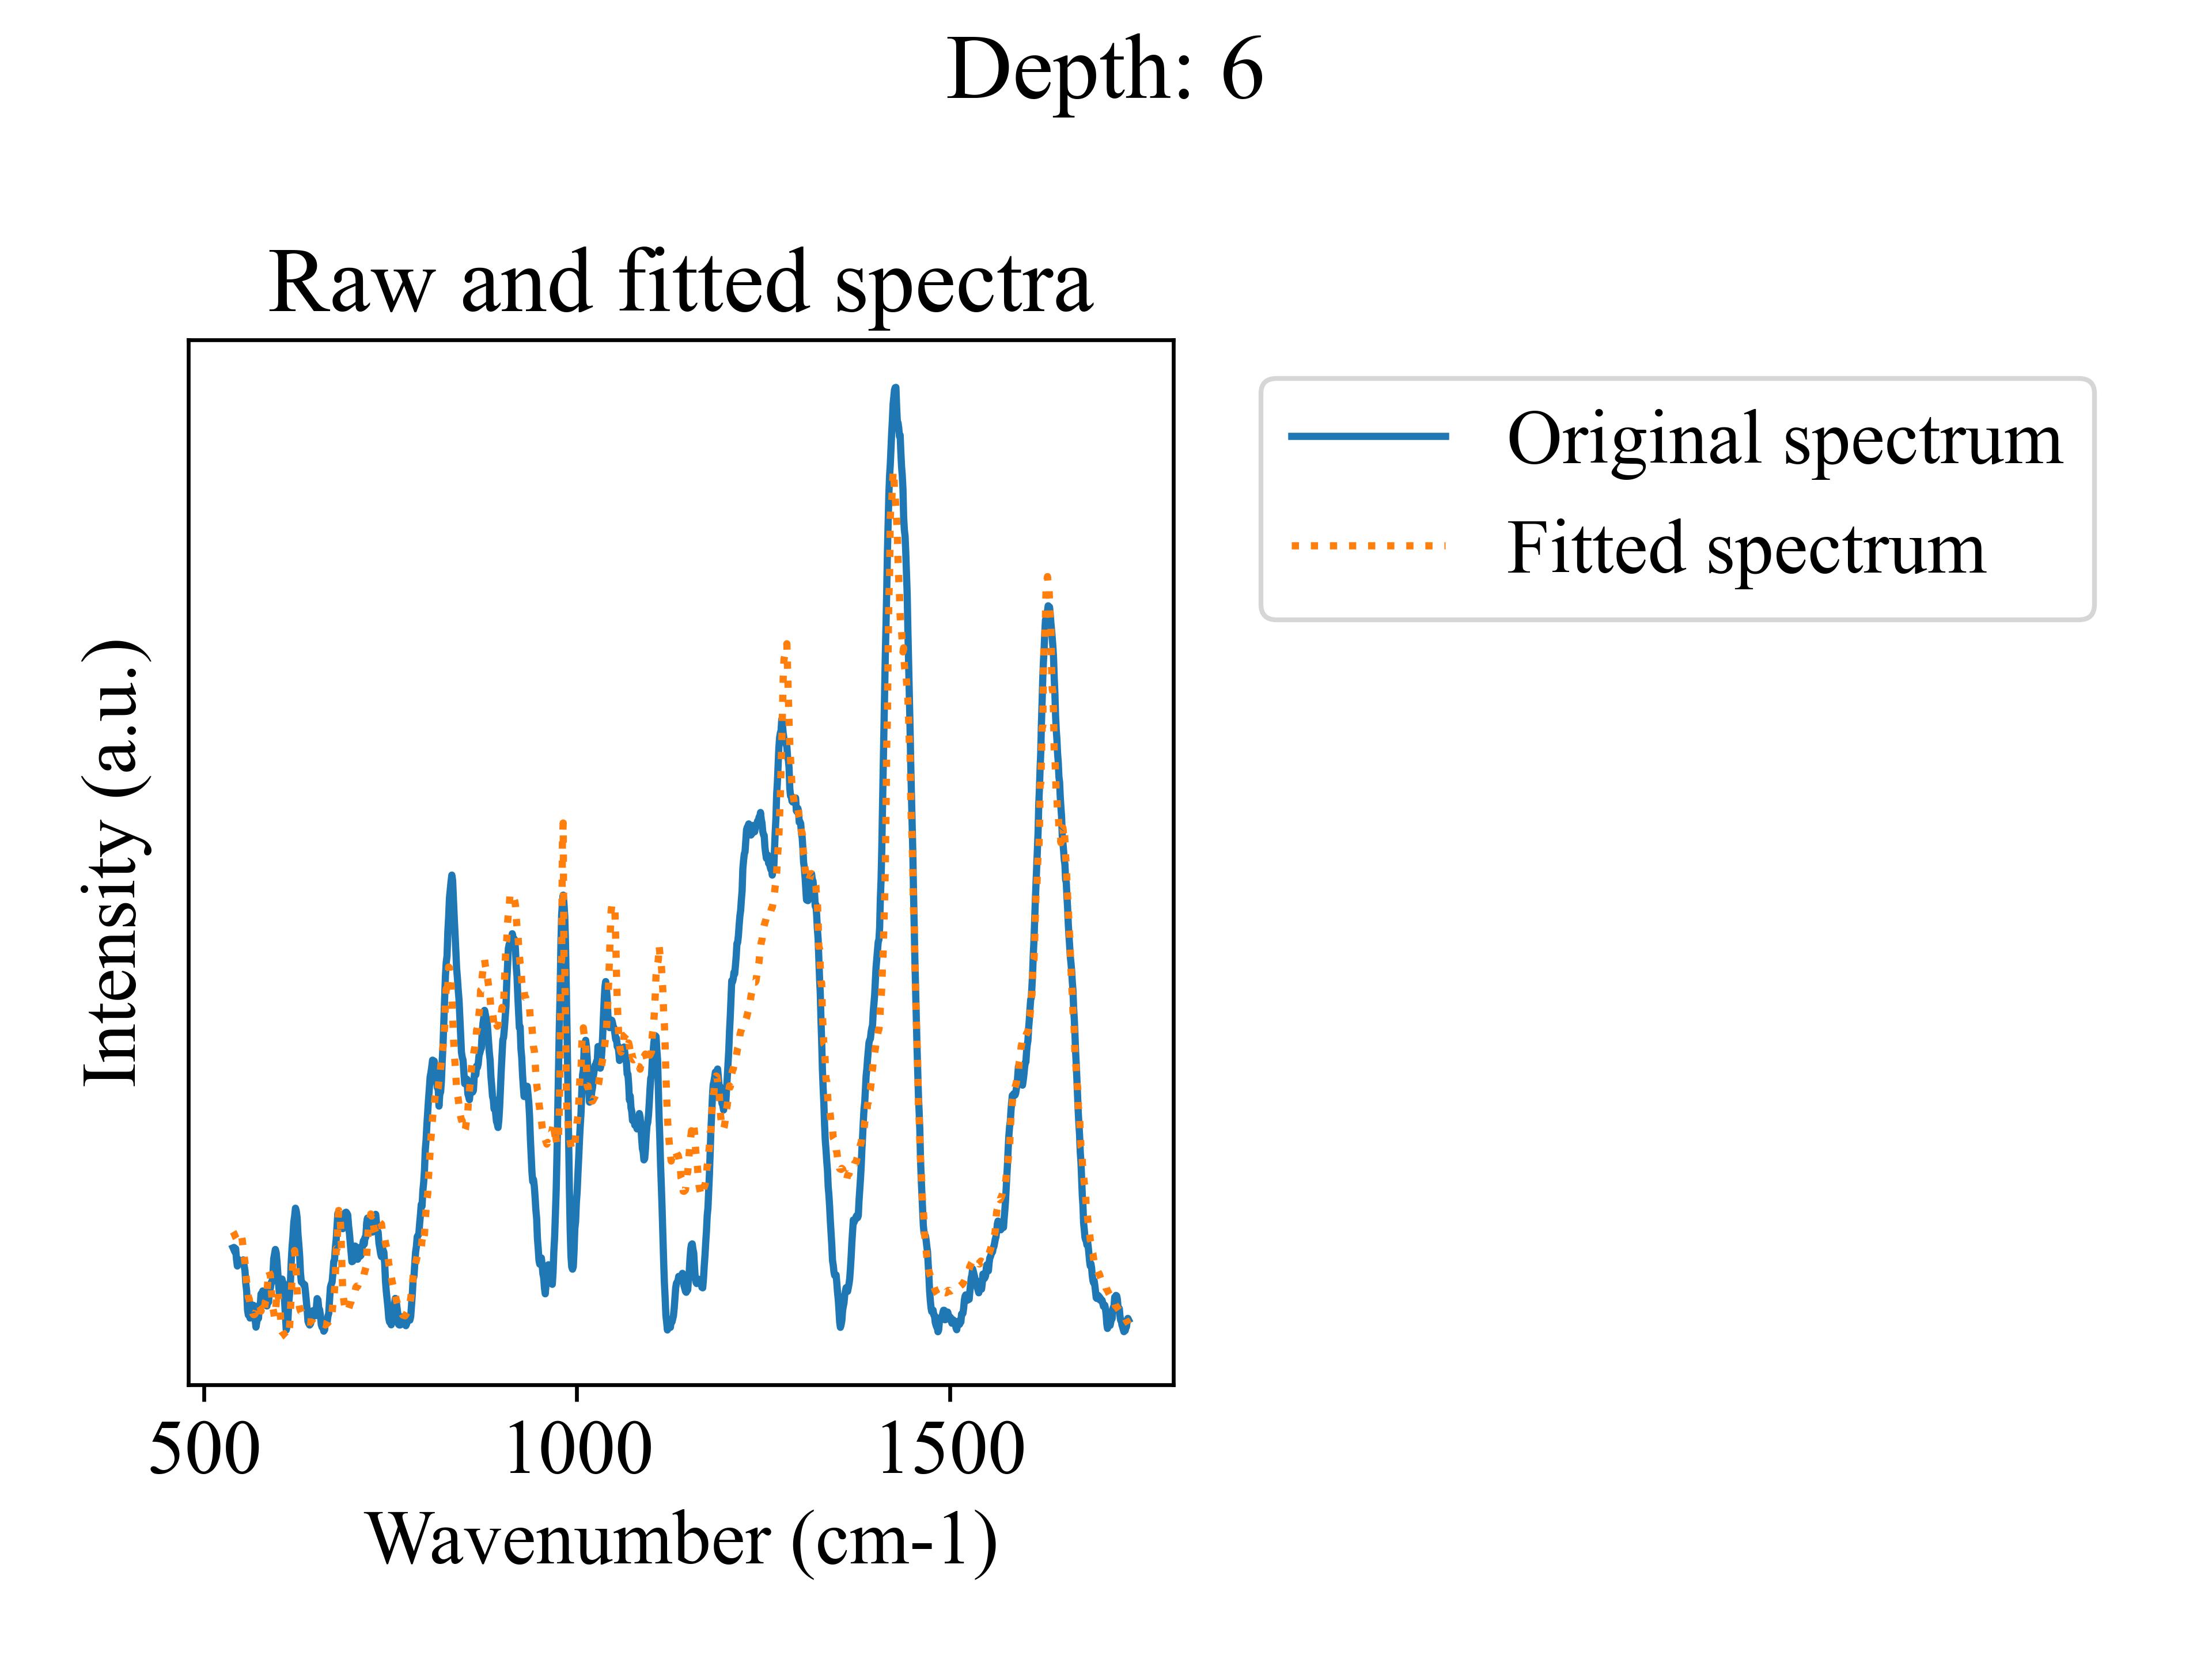 Depth: 6
Raw and fitted spectra
Original spectrum
Fitted spectrum
Intensity (a.u.)
500 1000 1500
Wavenumber (cm-1)